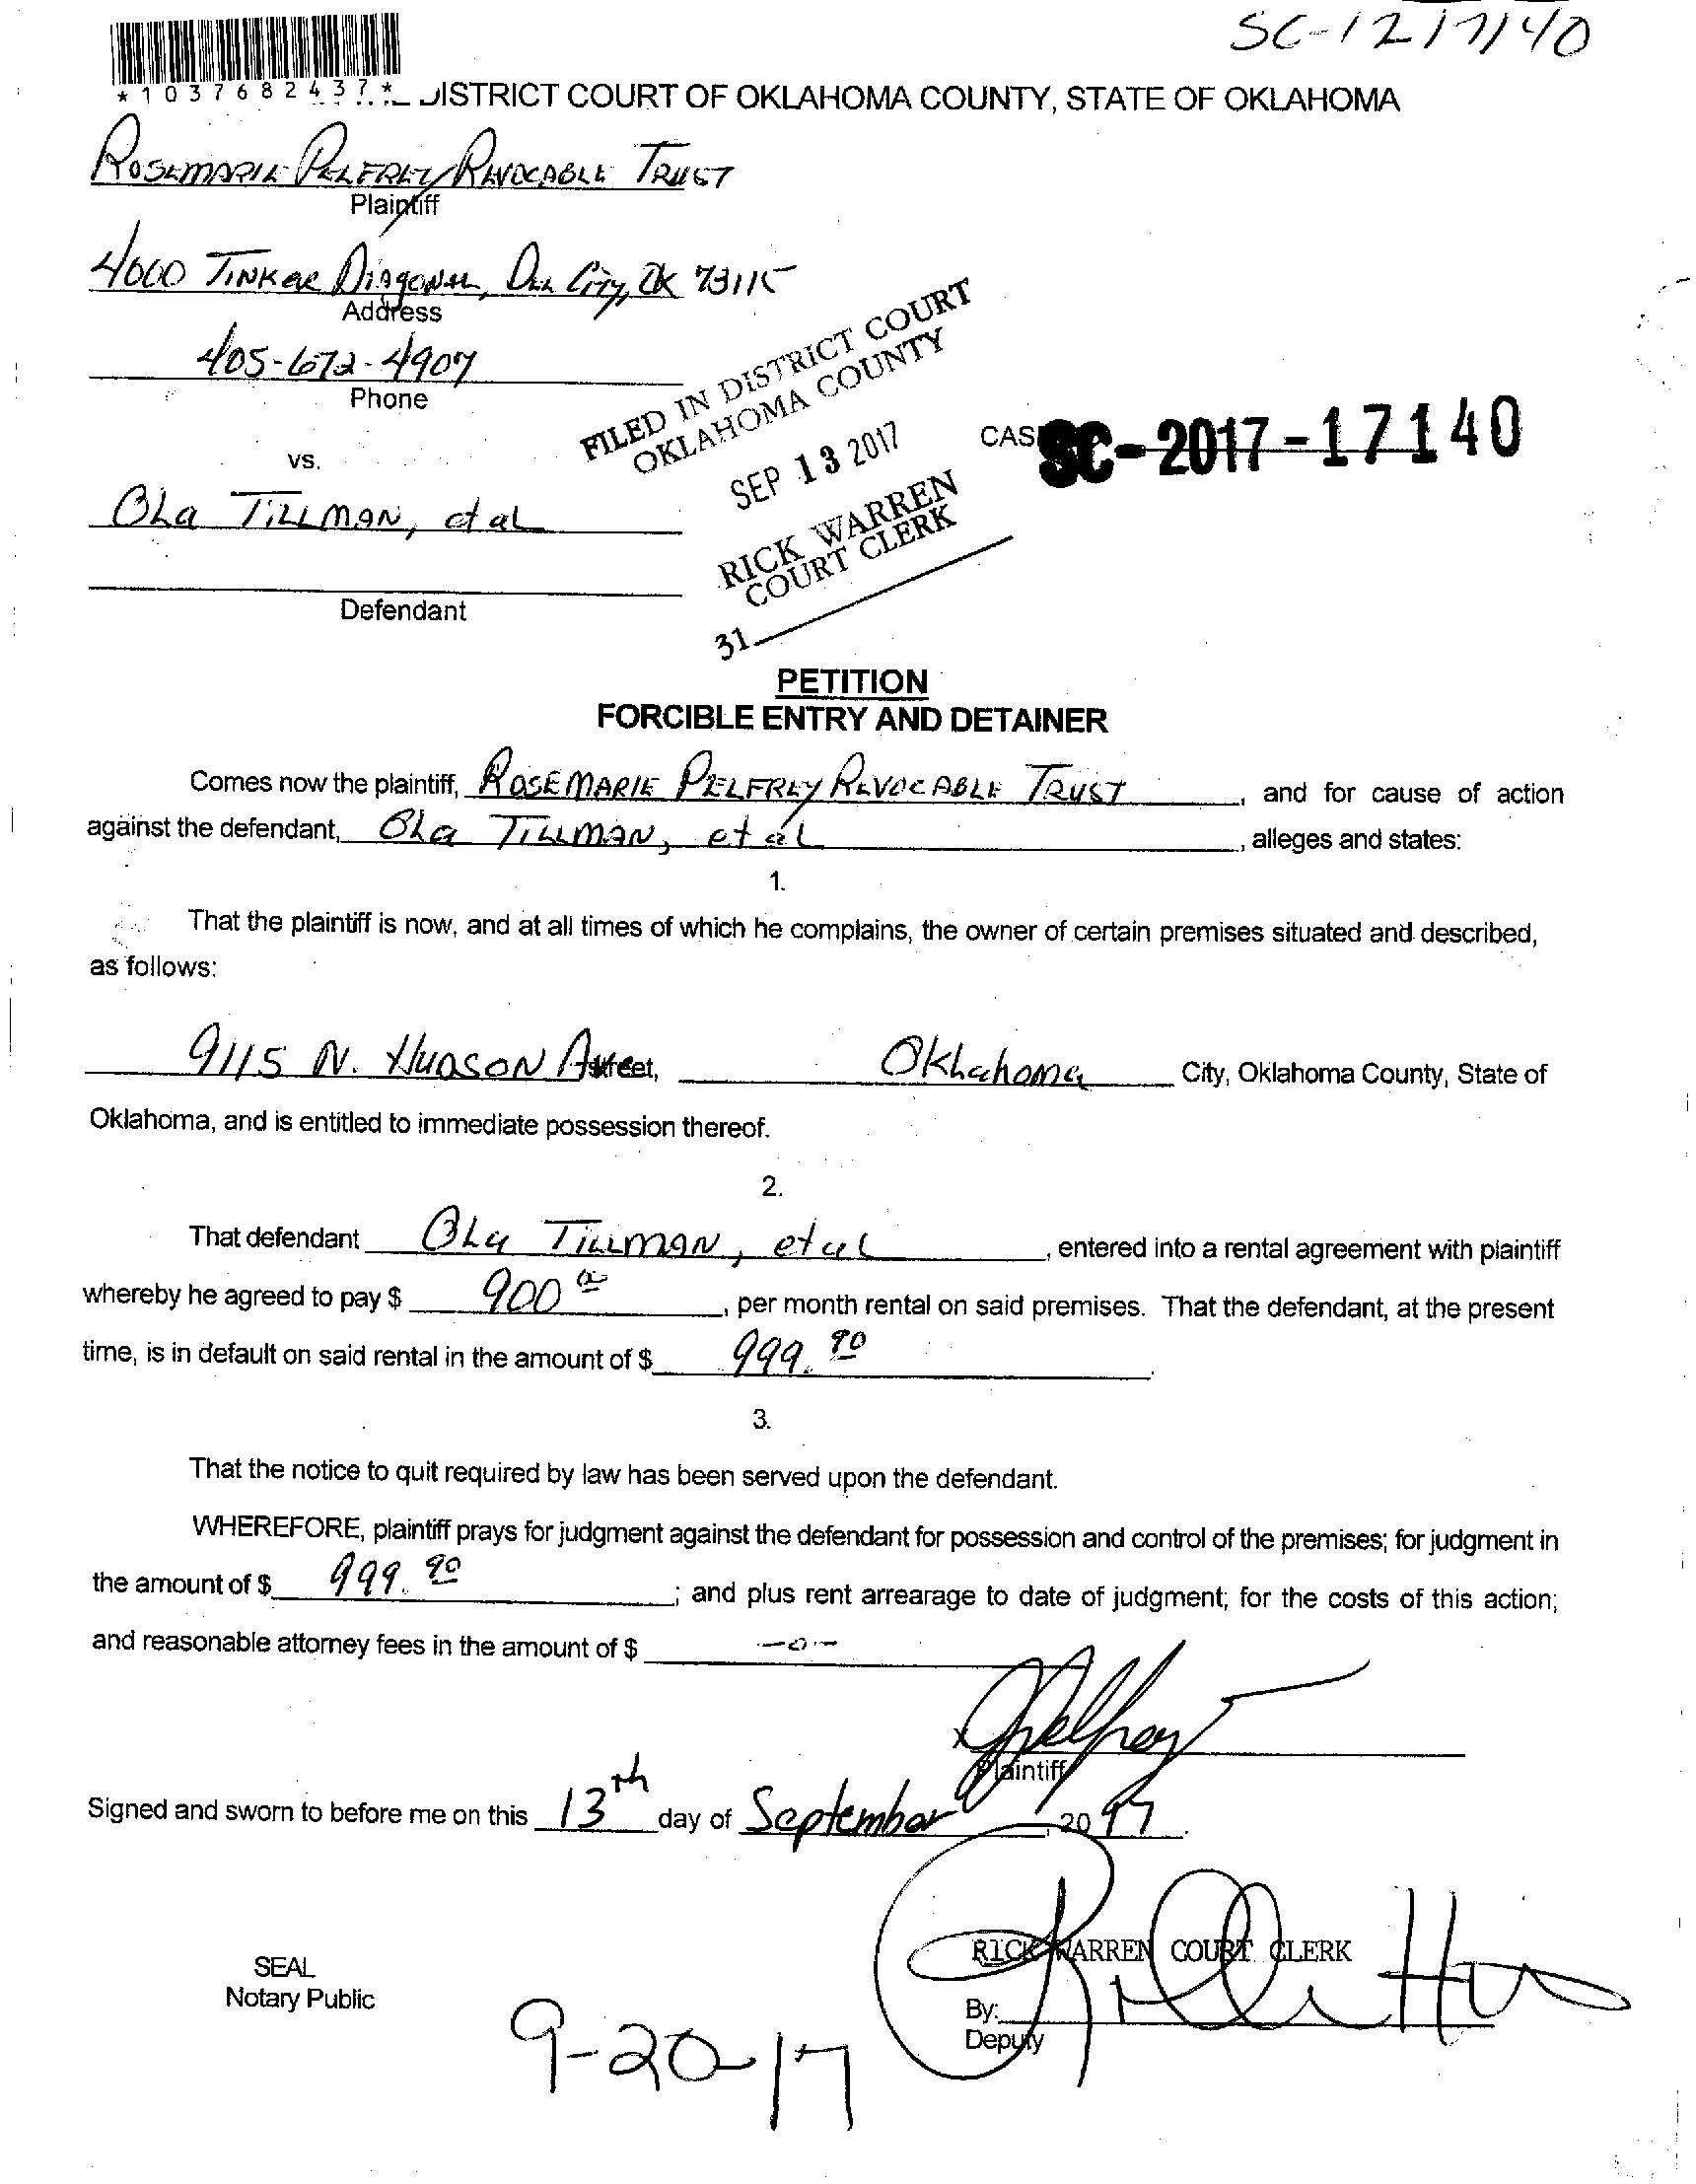 SC-1217140
*1037682437*
DISTRICT COURT OF OKLAHOMA COUNTY, STATE OF OKLAHOMA
ROSEMARIE PELFREY REVOCABLE TRUST
Plaintiff
4000 TINKER DIAGONAL, DEL CITY, OK 73115
Address
405-672-4907
Phone
FILED IN DISTRICT COURT
OKLAHOMA COUNTY
SEP 13 2017
RICK WARREN
COURT CLERK
31
CAS SC-2017-17140
vs.
OLa TILLMAN, et aL
Defendant
PETITION
FORCIBLE ENTRY AND DETAINER
Comes now the plaintiff, ROSEMARIE PELFREY REVOCABLE TRUST, and for cause of action
against the defendant, OLa TILLMAN, et al, alleges and states:
1.
That the plaintiff is now, and at all times of which he complains, the owner of certain premises situated and described,
as follows:
9115 N. HUDSON Ave street, Oklahoma City, Oklahoma County, State of
Oklahoma, and is entitled to immediate possession thereof.
2.
That defendant OLa TILLMAN, et al, entered into a rental agreement with plaintiff
whereby he agreed to pay $ 900 00, per month rental on said premises. That the defendant, at the present
time, is in default on said rental in the amount of $ 999.90.
3.
That the notice to quit required by law has been served upon the defendant.
WHEREFORE, plaintiff prays for judgment against the defendant for possession and control of the premises; for judgment in
the amount of $ 999.90; and plus rent arrearage to date of judgment; for the costs of this action;
and reasonable attorney fees in the amount of $ -0-
x Pelfrey
Plaintiff
Signed and sworn to before me on this 13th day of September, 2017.
RICK WARREN COURT CLERK
SEAL
Notary Public
By:
Deputy
9-20-17